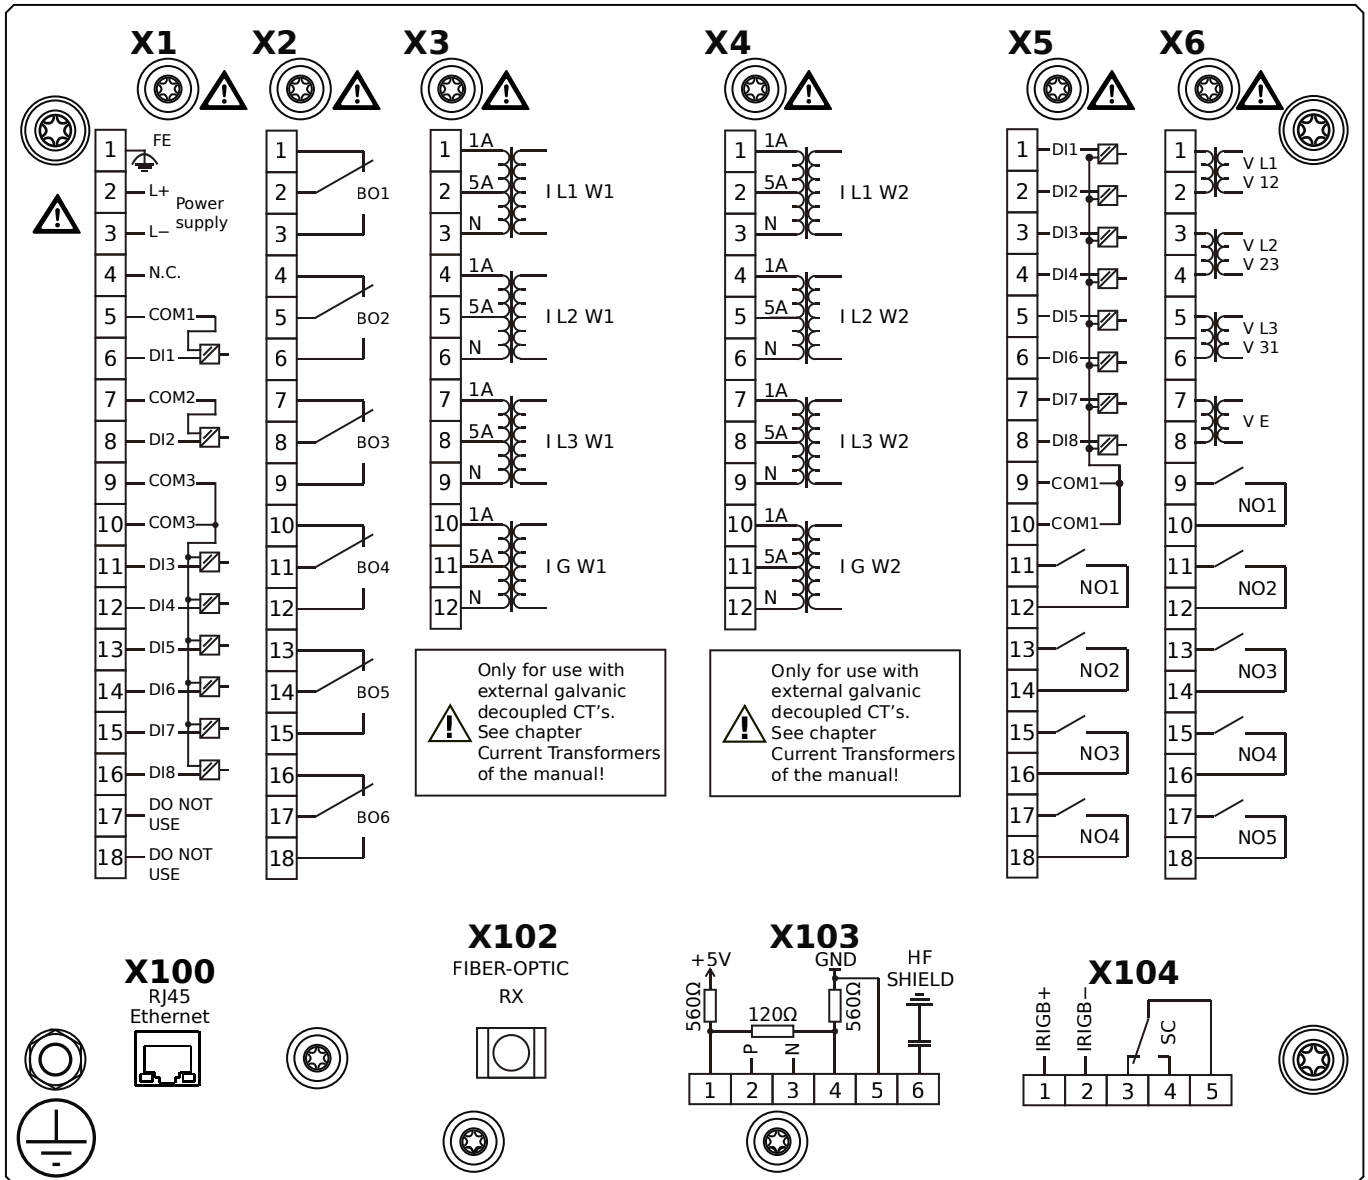 X1
1
FE
2
L+
Power
supply
3
L−
4
N.C.
5
COM1
6
DI1
7
COM2
8
DI2
9
COM3
10
COM3
11
DI3
12
DI4
13
DI5
14
DI6
15
DI7
16
DI8
17
DO NOT
USE
18
DO NOT
USE
X2
1
2
BO1
3
4
5
BO2
6
7
8
BO3
9
10
11
BO4
12
13
14
BO5
15
16
17
BO6
18
X3
1
1A
2
5A
I L1 W1
3
N
4
1A
5
5A
I L2 W1
6
N
7
1A
8
5A
I L3 W1
9
N
10
1A
11
5A
I G W1
12
N
Only for use with
external galvanic
decoupled CT's.
See chapter
Current Transformers
of the manual!
X4
1
1A
2
5A
I L1 W2
3
N
4
1A
5
5A
I L2 W2
6
N
7
1A
8
5A
I L3 W2
9
N
10
1A
11
5A
I G W2
12
N
Only for use with
external galvanic
decoupled CT's.
See chapter
Current Transformers
of the manual!
X5
1
DI1
2
DI2
3
DI3
4
DI4
5
DI5
6
DI6
7
DI7
8
DI8
9
COM1
10
COM1
11
NO1
12
13
NO2
14
15
NO3
16
17
NO4
18
X6
1
V L1
V 12
2
3
V L2
V 23
4
5
V L3
V 31
6
7
V E
8
9
NO1
10
11
NO2
12
13
NO3
14
15
NO4
16
17
NO5
18
X100
RJ45
Ethernet
X102
FIBER-OPTIC
RX
X103
+5V
GND
HF
SHIELD
560Ω
120Ω
560Ω
P
N
1 2 3 4 5 6
X104
IRIGB+
IRIGB−
SC
1 2 3 4 5